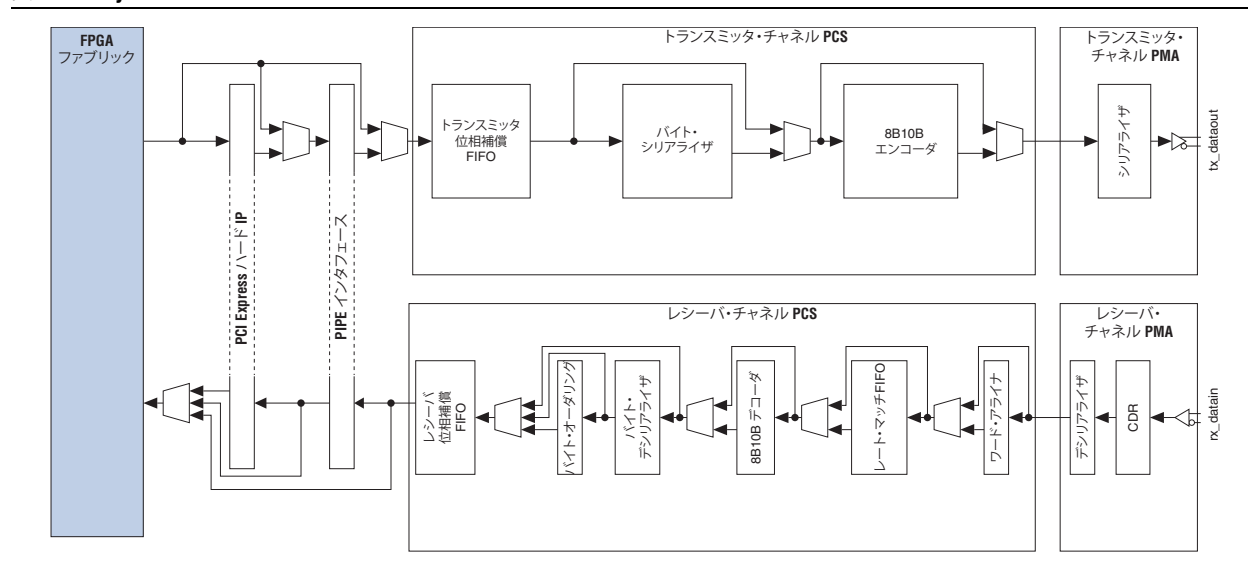 FPGA
ファブリック
PCI Express ハード IP
PIPE インタフェース
トランスミッタ・チャネル PCS
トランスミッタ
位相補償
FIFO
バイト・
シリアライザ
8B10B
エンコーダ
トランスミッタ・
チャネル PMA
シリアライザ
tx_dataout
レシーバ・チャネル PCS
レシーバ
位相補償
FIFO
バイト・オーダリング
バイト・
デシリアライザ
8B10B デコーダ
レート・マッチFIFO
ワード・アライナ
レシーバ・
チャネル PMA
デシリアライザ
CDR
rx_datain